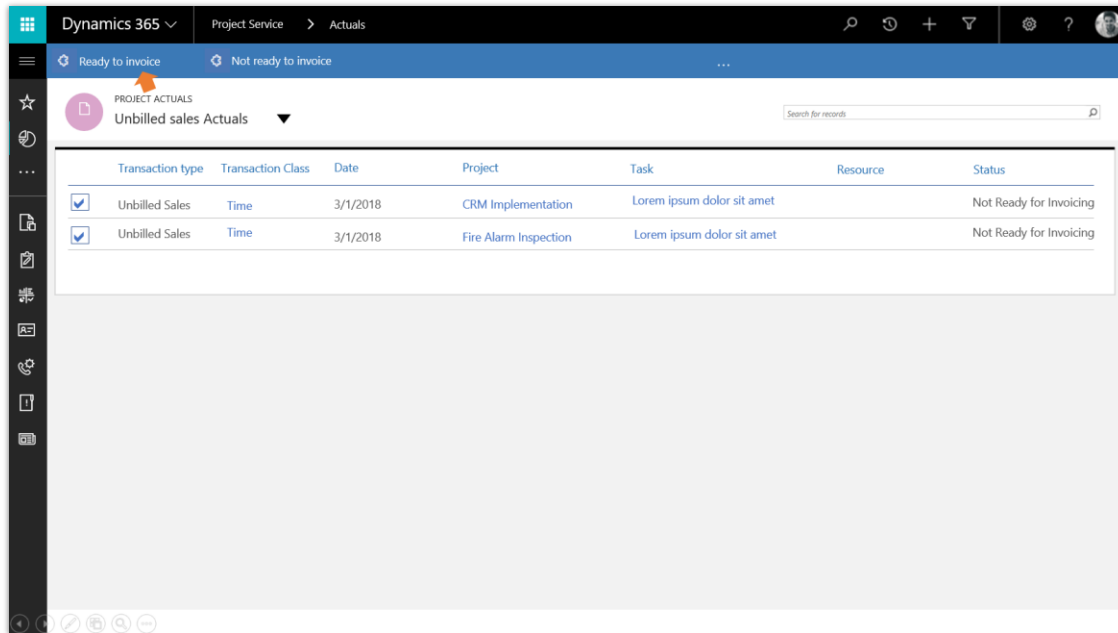 Dynamics 365 Project Service > Actuals ?
Ready to invoice Not ready to invoice ...
PROJECT ACTUALS
Unbilled sales Actuals
Search for records
Transaction type Transaction Class Date Project Task Resource Status
Unbilled Sales Time 3/1/2018 CRM Implementation Lorem ipsum dolor sit amet Not Ready for Invoicing
Unbilled Sales Time 3/1/2018 Fire Alarm Inspection Lorem ipsum dolor sit amet Not Ready for Invoicing